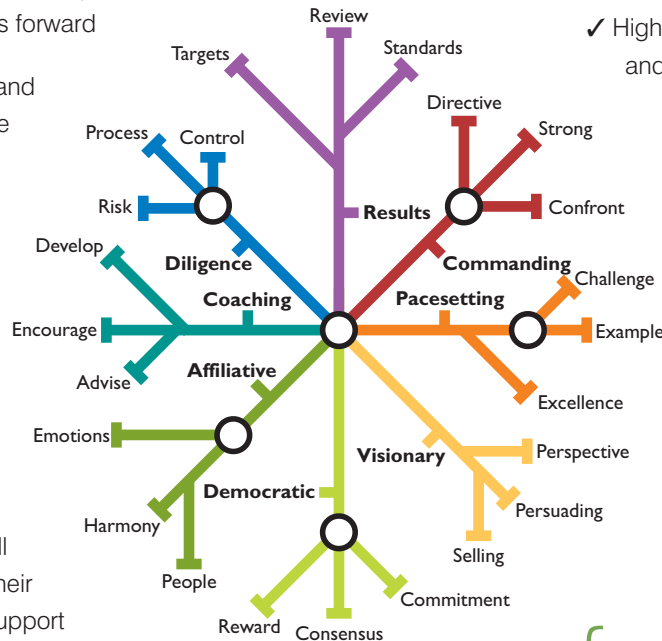 s forward
and
e
✓ High
and
Review
Targets
Standards
Directive
Strong
Process
Control
Risk
Confront
Results
Develop
Diligence
Commanding
Challenge
Coaching
Pacesetting
Encourage
Example
Advise
Affiliative
Excellence
Emotions
Visionary
Perspective
Democratic
Persuading
Harmony
Selling
People
Commitment
Reward
Consensus
ll
heir
upport